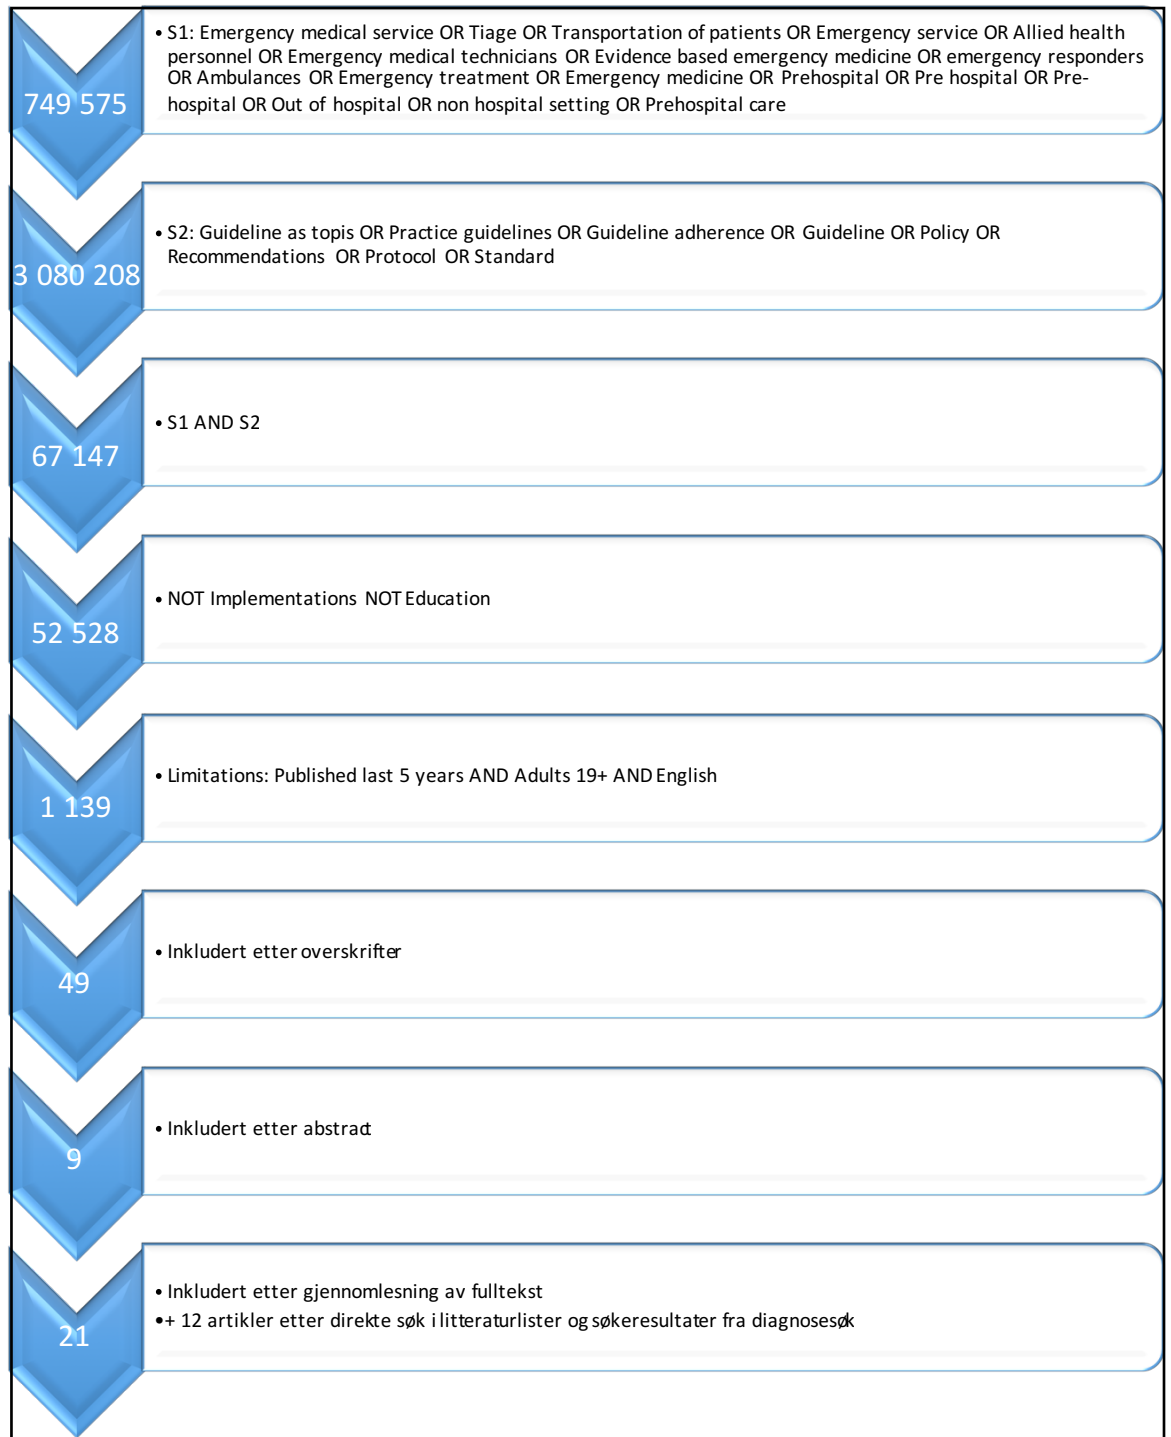 749 575
• S1: Emergency medical service OR Tiage OR Transportation of patients OR Emergency service OR Allied health
personnel OR Emergency medical technicians OR Evidence based emergency medicine OR emergency responders
OR Ambulances OR Emergency treatment OR Emergency medicine OR Prehospital OR Pre hospital OR Pre-
hospital OR Out of hospital OR non hospital setting OR Prehospital care
3 080 208
• S2: Guideline as topis OR Practice guidelines OR Guideline adherence OR Guideline OR Policy OR
Recommendations OR Protocol OR Standard
67 147
• S1 AND S2
52 528
• NOT Implementations NOT Education
1 139
• Limitations: Published last 5 years AND Adults 19+ AND English
49
• Inkludert etter overskrifter
9
• Inkludert etter abstract
21
• Inkludert etter gjennomlesning av fulltekst
•+ 12 artikler etter direkte søk i litteraturlister og søkeresultater fra diagnosesøk